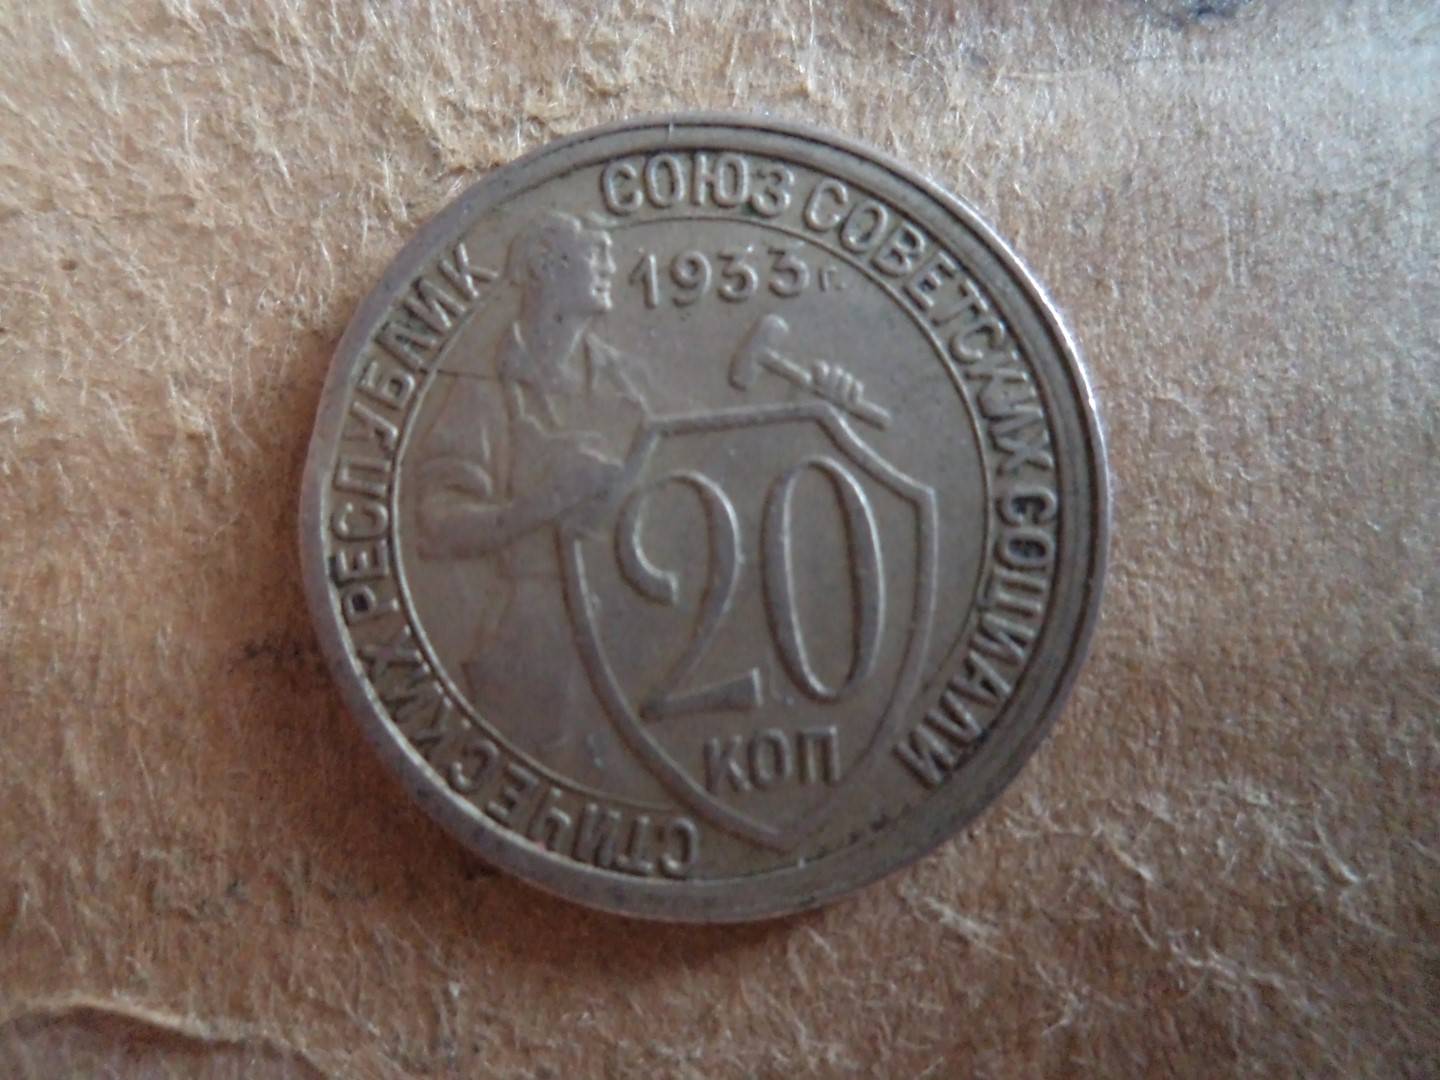 СОЮЗ СОВЕТСКИХ СОЦИАЛИСТИЧЕСКИХ РЕСПУБЛИК
1933 г.
20
КОП